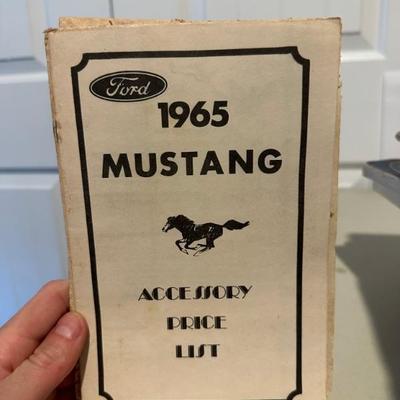 Ford
1965
MUSTANG
ACCESSORY
PRICE
LIST